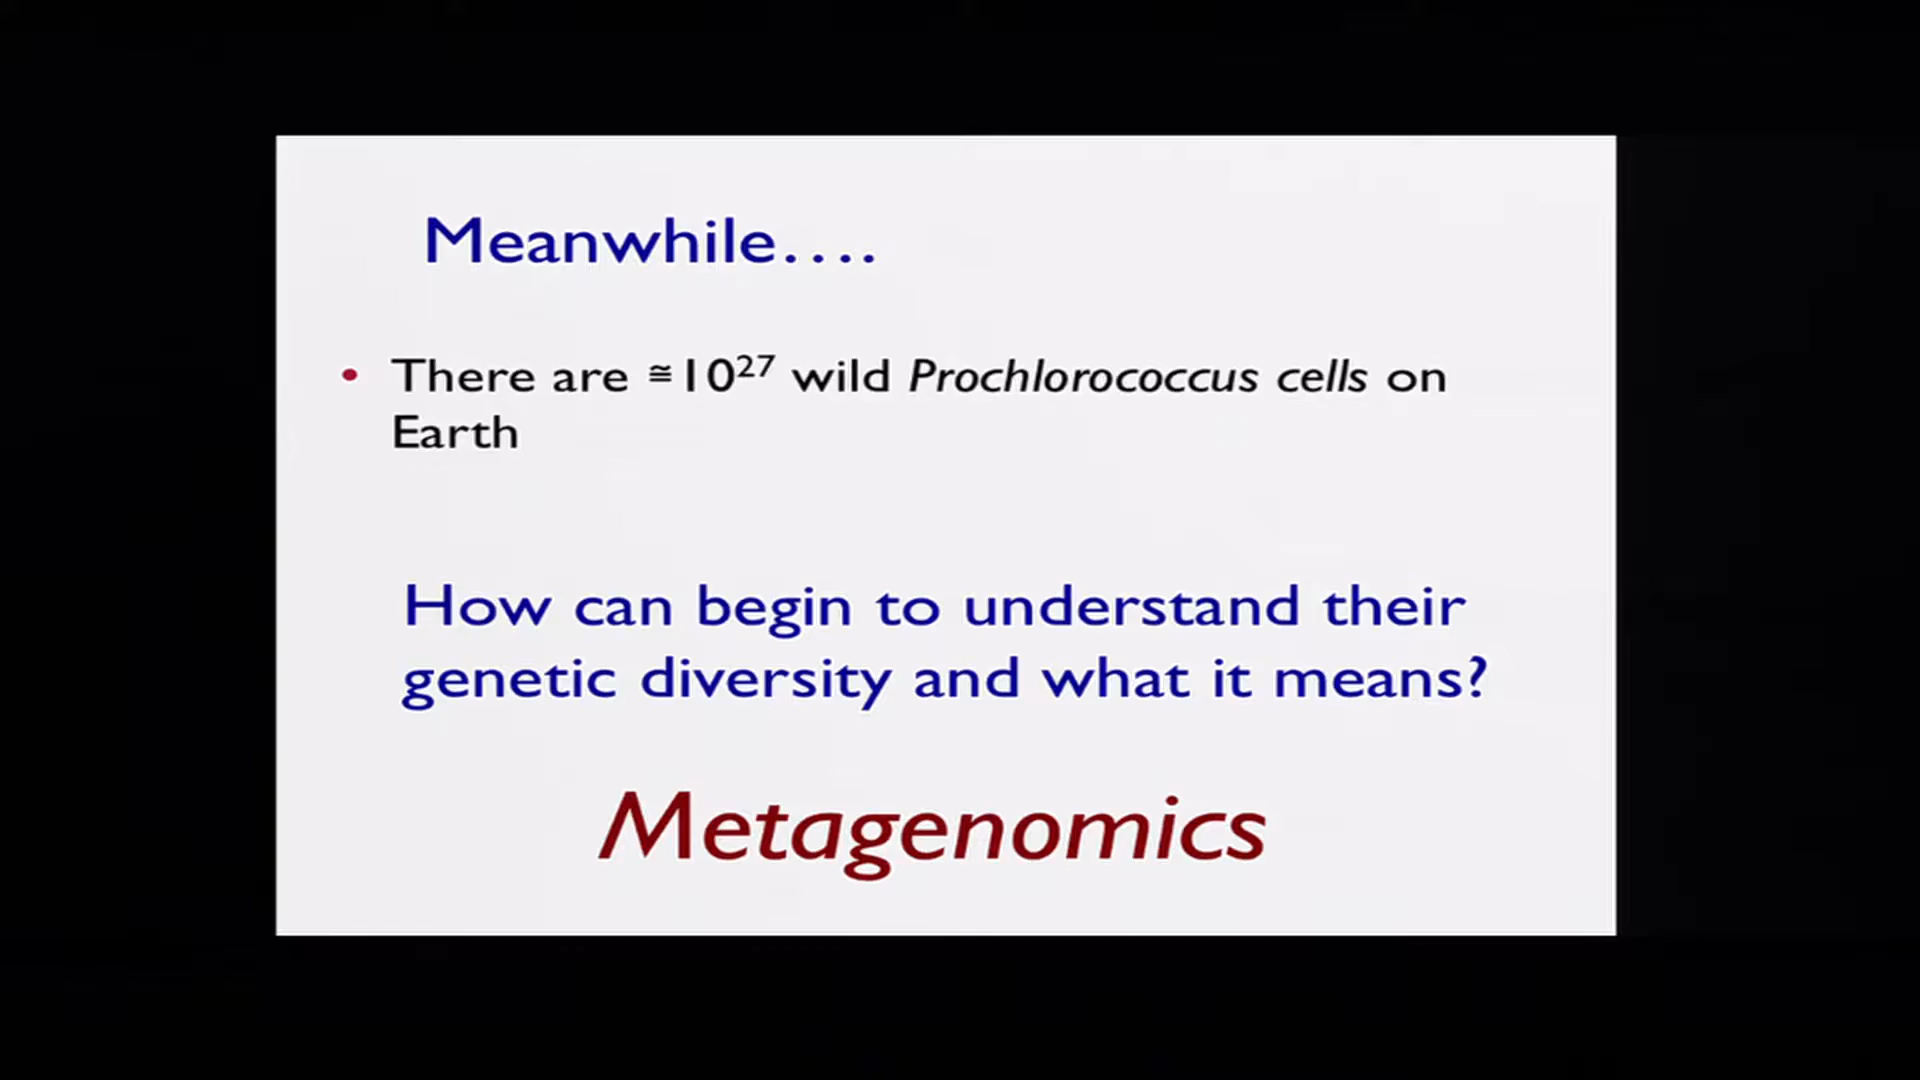 Meanwhile….
• There are ≅10²⁷ wild Prochlorococcus cells on
Earth
How can begin to understand their
genetic diversity and what it means?
Metagenomics